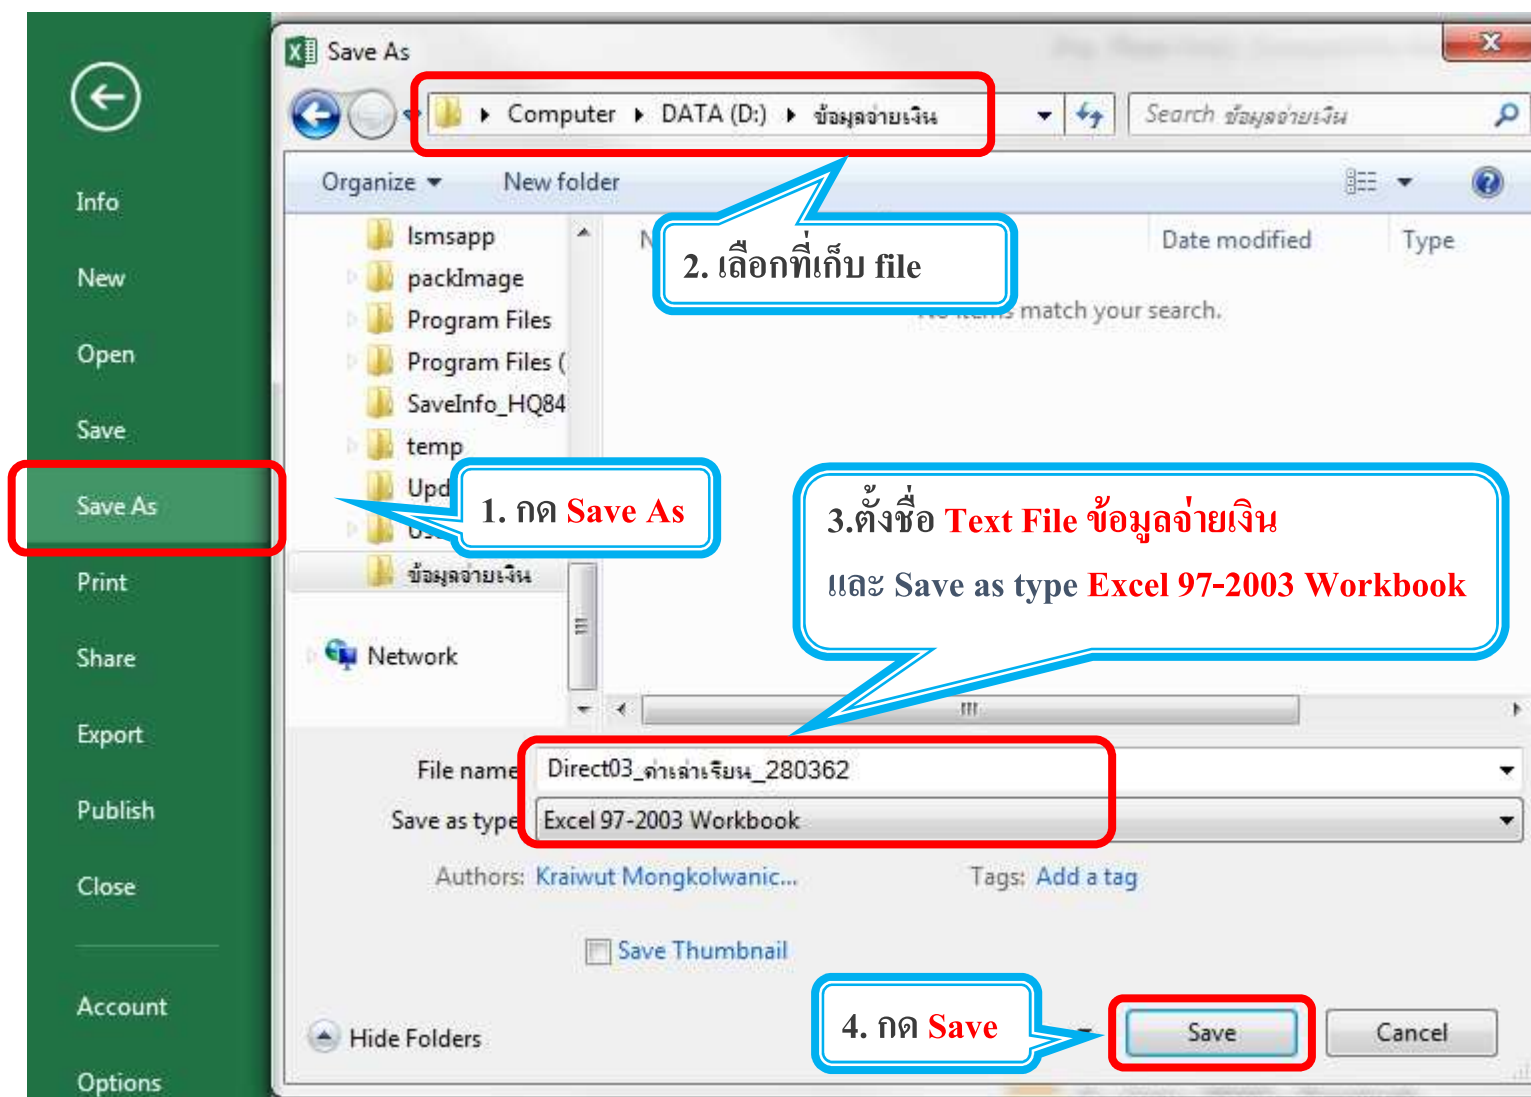 Save As
Computer ▸ DATA (D:) ▸ ข้อมูลจ่ายเงิน
Search ข้อมูลจ่ายเงิน
Organize
New folder
Info
New
Open
Save
Save As
Print
Share
Export
Publish
Close
Account
Options
lsmsapp
packImage
Program Files
Program Files (
SaveInfo_HQ84
temp
Upd
ข้อมูลจ่ายเงิน
Network
Date modified
Type
match your search.
2. เลือกที่เก็บ file
1. กด Save As
3.ตั้งชื่อ Text File ข้อมูลจ่ายเงิน
และ Save as type Excel 97-2003 Workbook
File name
Direct03_ค่าเล่าเรียน_280362
Save as type
Excel 97-2003 Workbook
Authors: Kraiwut Mongkolwanic...
Tags: Add a tag
Save Thumbnail
4. กด Save
Hide Folders
Save
Cancel